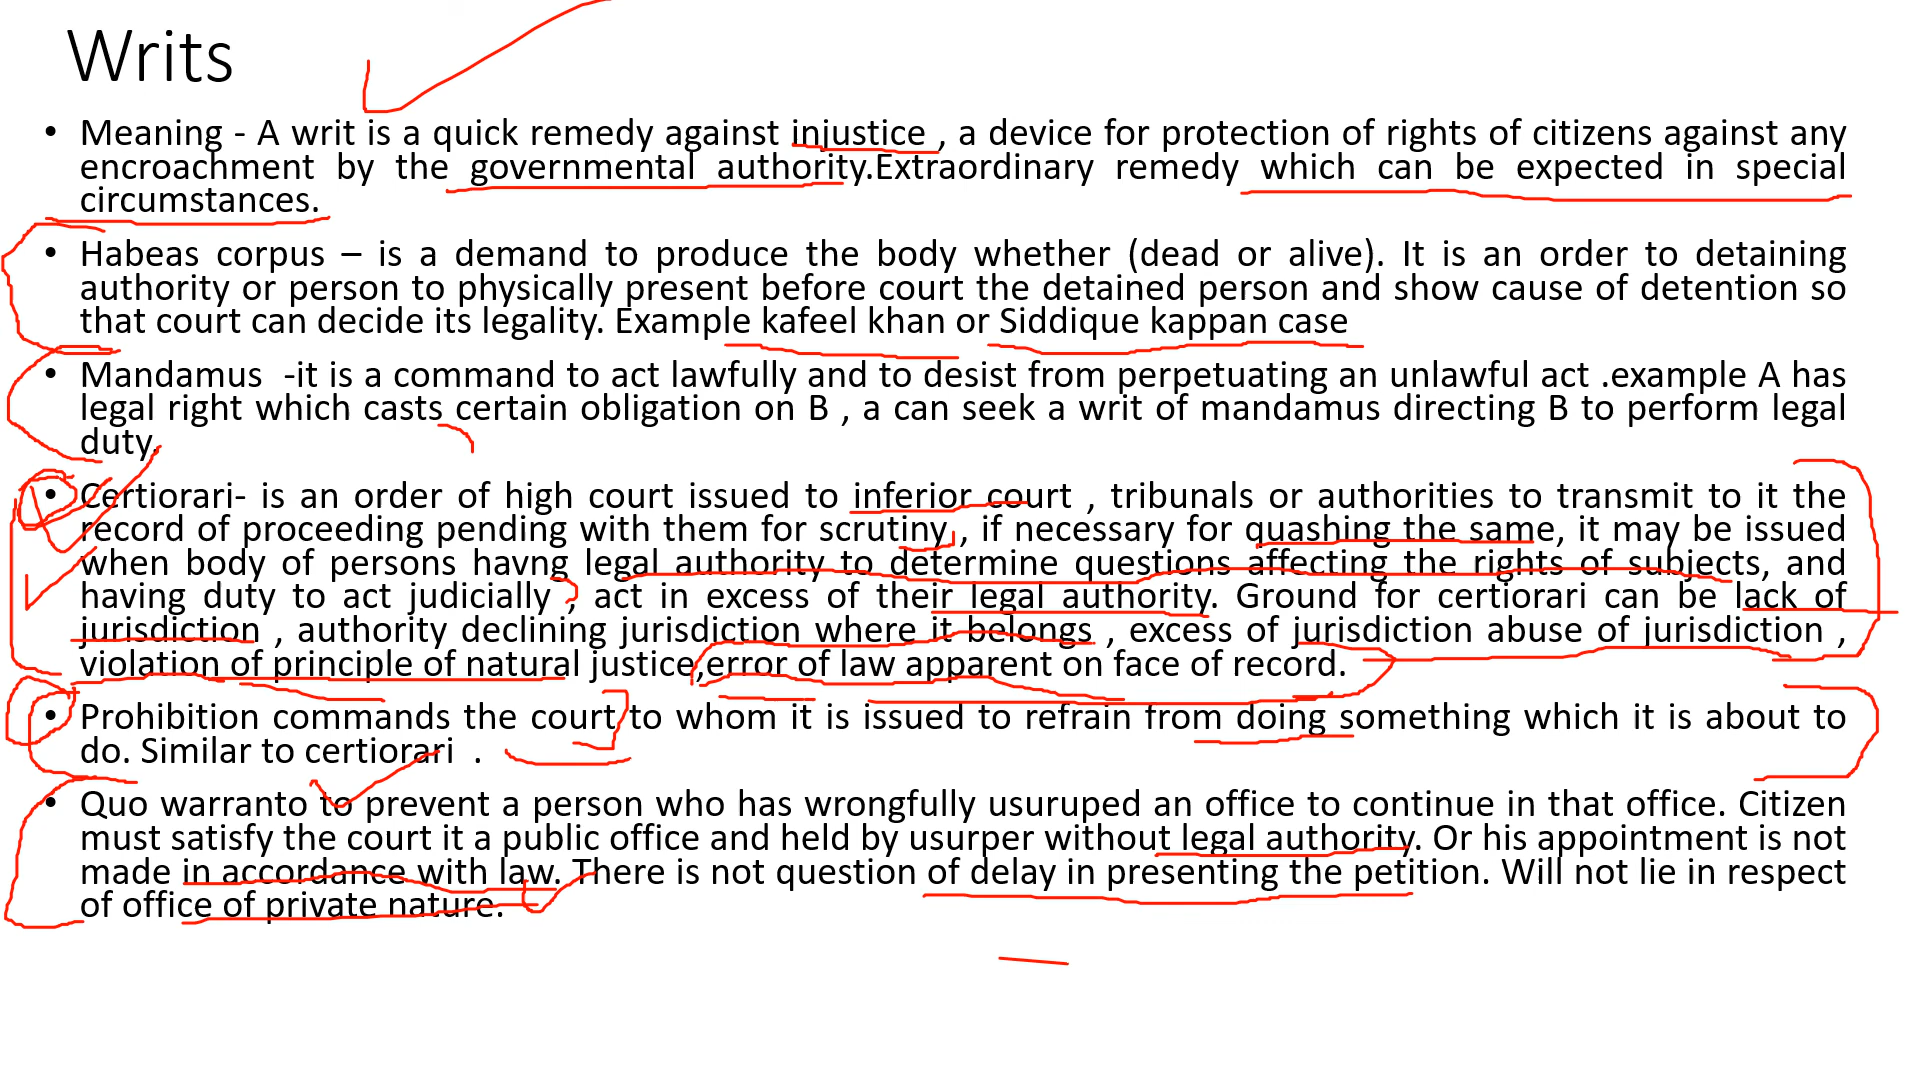 Writs
• Meaning - A writ is a quick remedy against injustice , a device for protection of rights of citizens against any
encroachment by the governmental authority.Extraordinary remedy which can be expected in special
circumstances.
• Habeas corpus – is a demand to produce the body whether (dead or alive). It is an order to detaining
authority or person to physically present before court the detained person and show cause of detention so
that court can decide its legality. Example kafeel khan or Siddique kappan case
• Mandamus -it is a command to act lawfully and to desist from perpetuating an unlawful act .example A has
legal right which casts certain obligation on B , a can seek a writ of mandamus directing B to perform legal
duty.
• Certiorari- is an order of high court issued to inferior court , tribunals or authorities to transmit to it the
record of proceeding pending with them for scrutiny , if necessary for quashing the same, it may be issued
when body of persons havng legal authority to determine questions affecting the rights of subjects, and
having duty to act judicially , act in excess of their legal authority. Ground for certiorari can be lack of
jurisdiction , authority declining jurisdiction where it belongs , excess of jurisdiction abuse of jurisdiction ,
violation of principle of natural justice,error of law apparent on face of record.
• Prohibition commands the court to whom it is issued to refrain from doing something which it is about to
do. Similar to certiorari .
• Quo warranto to prevent a person who has wrongfully usuruped an office to continue in that office. Citizen
must satisfy the court it a public office and held by usurper without legal authority. Or his appointment is not
made in accordance with law. There is not question of delay in presenting the petition. Will not lie in respect
of office of private nature.